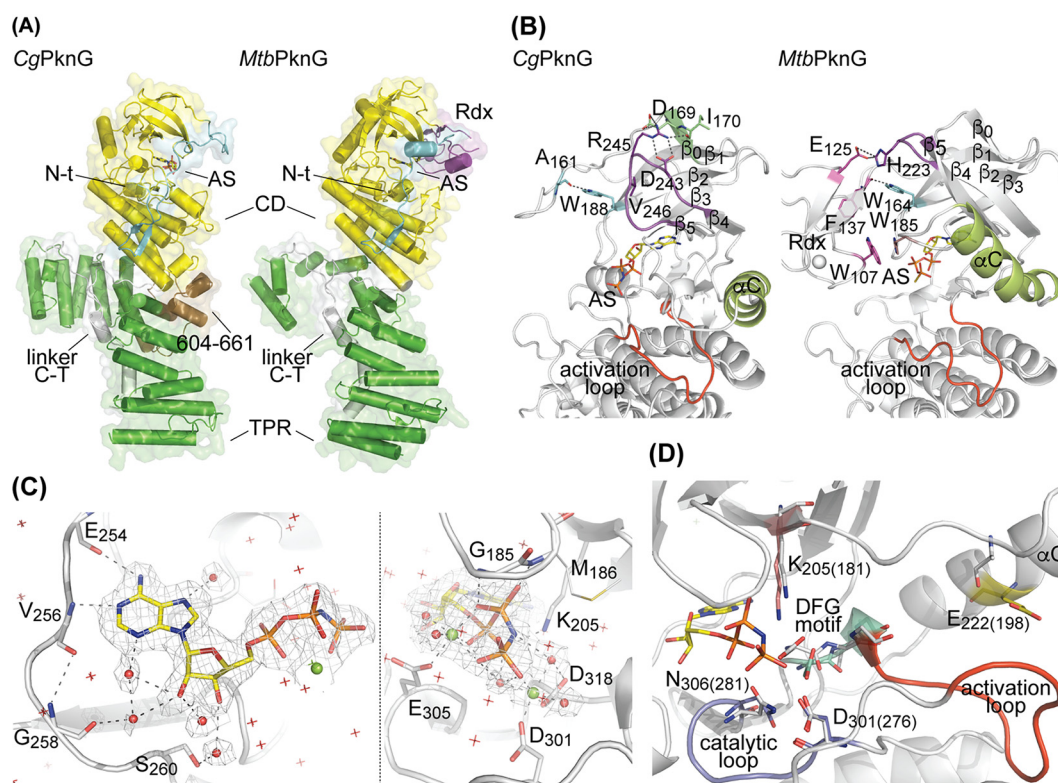 (A)
CgPknG
MtbPknG
Rdx
N-t
AS
N-t
AS
CD
604-661
linker
C-T
linker
C-T
TPR
(B)
CgPknG
MtbPknG
D169
I170
R245
β0
β1
A161
D243
β2
W188
V246
β3
β4
β5
AS
αC
activation
loop
E125
β5
β0
H223
β4
β1
β2
β3
W164
F137
W185
Rdx
W107
AS
αC
activation
loop
(C)
E254
V256
G258
S260
G185
M186
K205
D318
E305
D301
(D)
K205(181)
αC
DFG
motif
E222(198)
N306(281)
activation
loop
D301(276)
catalytic
loop